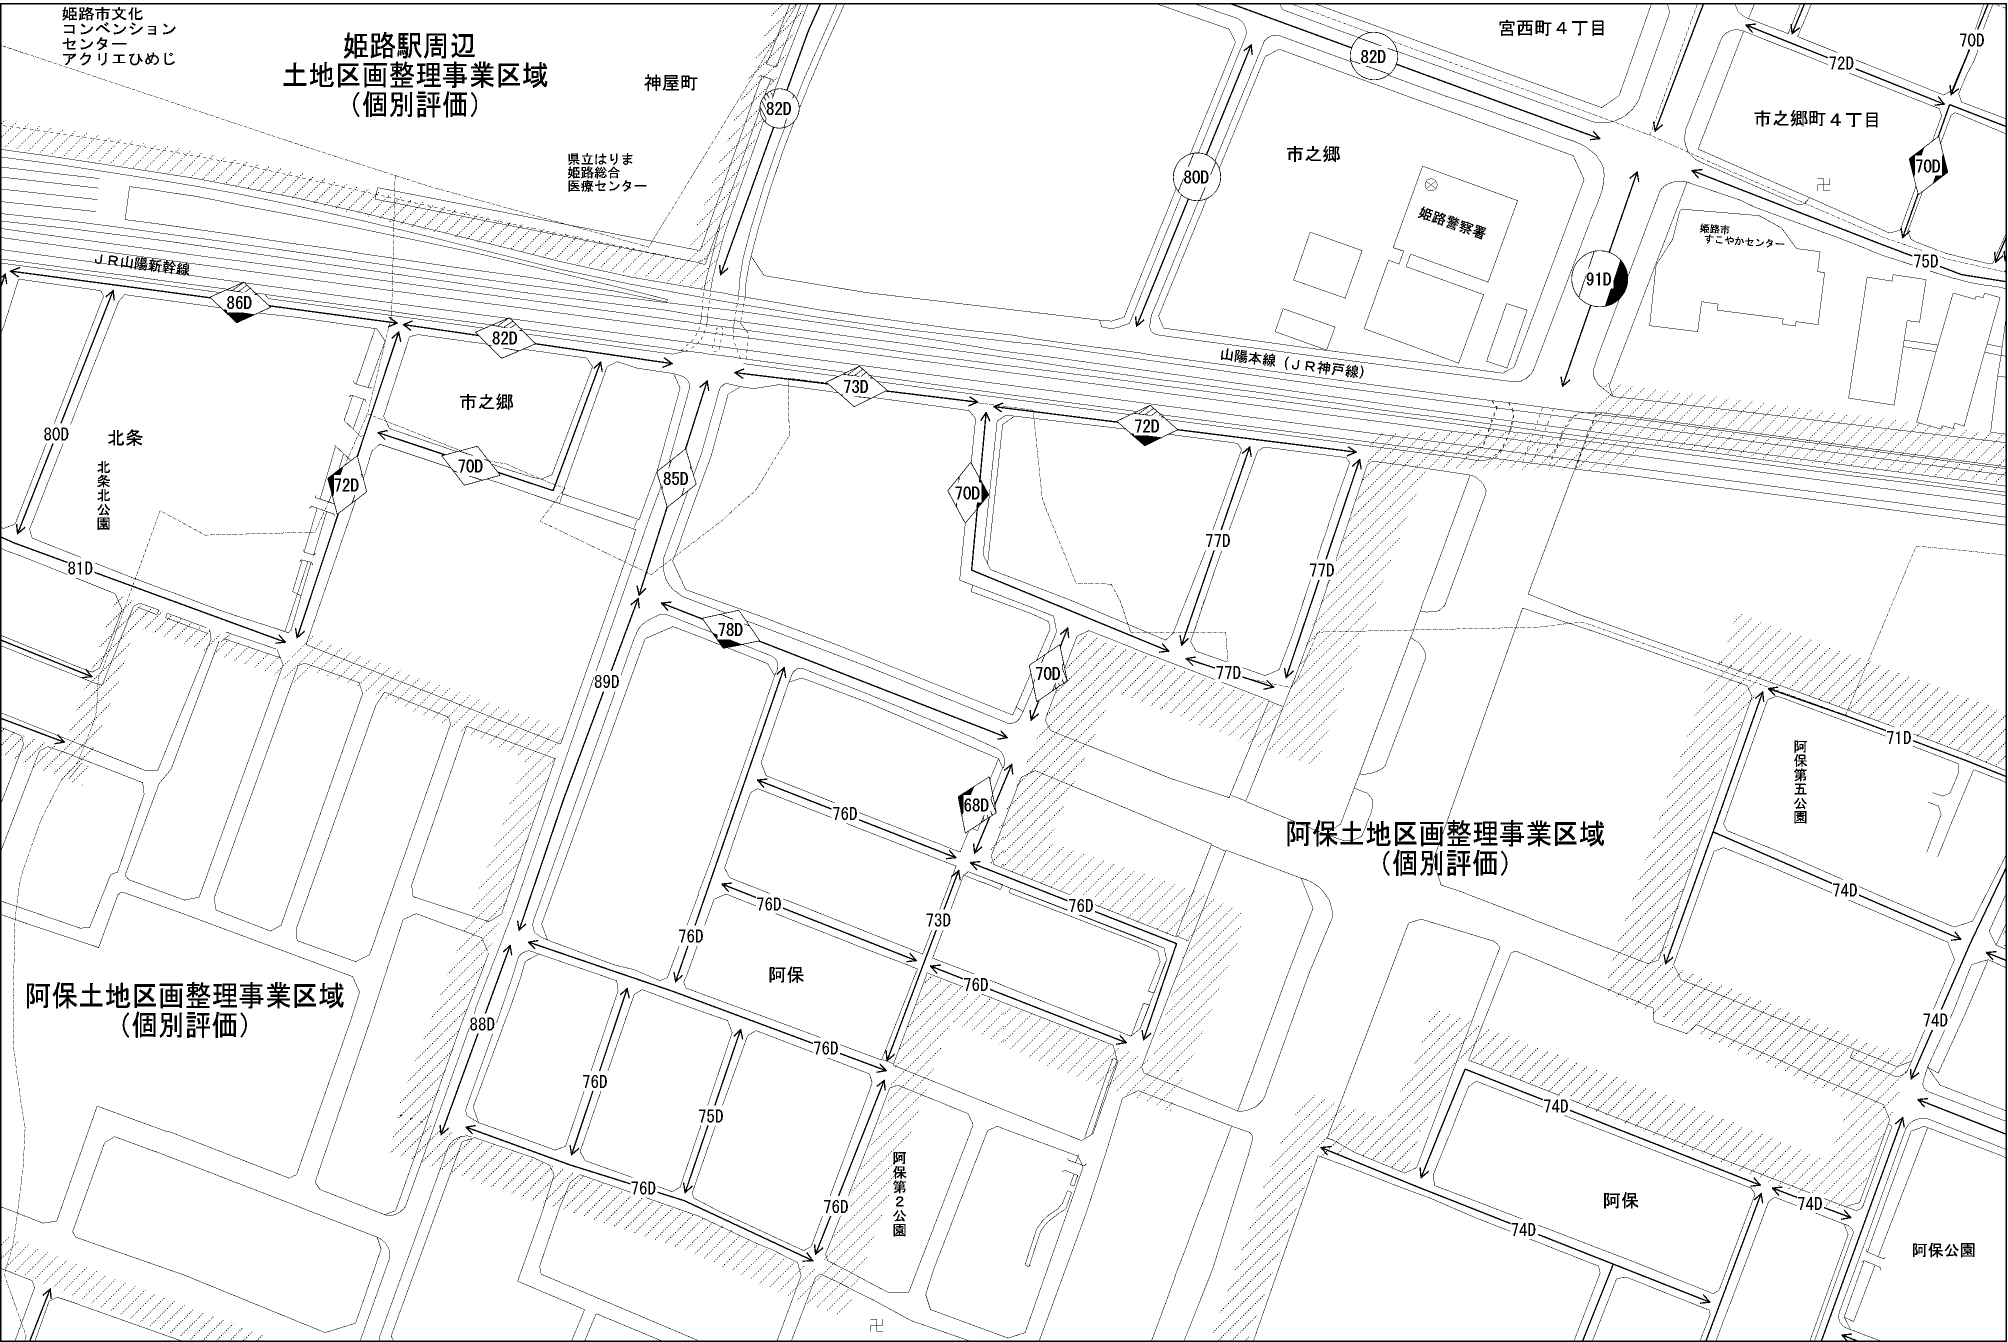 姫路市文化
コンベンション
センター
アクリエひめじ
姫路駅周辺
土地区画整理事業区域
（個別評価）
神屋町
82D
県立はりま
姫路総合
医療センター
82D
宮西町４丁目
72D
70D
市之郷町４丁目
70D
市之郷
80D
姫路警察署
姫路市
すこやかセンター
91D
75D
ＪＲ山陽新幹線
86D
82D
73D
山陽本線（ＪＲ神戸線）
72D
市之郷
80D
北条
北条北公園
72D
70D
85D
70D
77D
77D
81D
78D
70D
77D
89D
71D
阿保第五公園
68D
76D
阿保土地区画整理事業区域
（個別評価）
74D
76D
73D
76D
76D
阿保
76D
阿保土地区画整理事業区域
（個別評価）
88D
76D
74D
76D
75D
74D
阿保第２公園
76D
76D
阿保
74D
74D
阿保公園